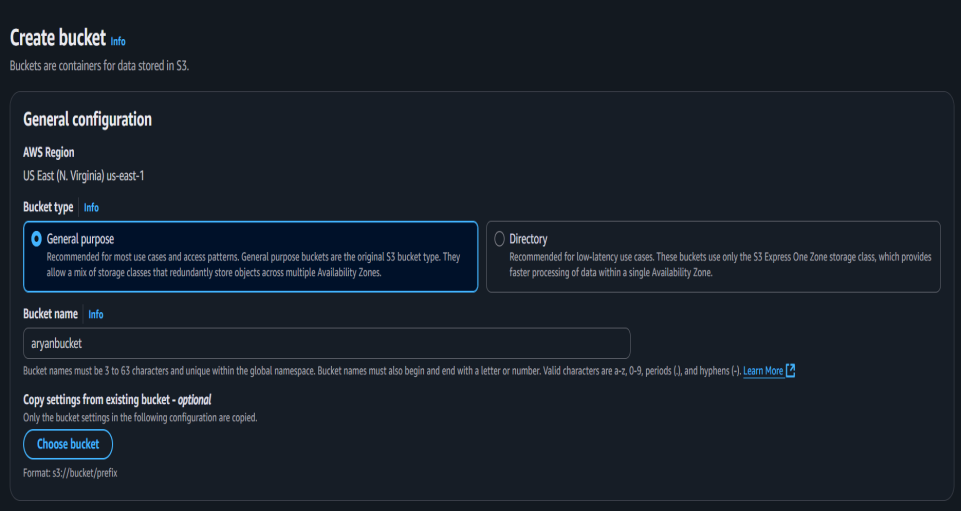 Create bucket Info
Buckets are containers for data stored in S3.
General configuration
AWS Region
US East (N. Virginia) us-east-1
Bucket type Info
General purpose
Recommended for most use cases and access patterns. General purpose buckets are the original S3 bucket type. They
allow a mix of storage classes that redundantly store objects across multiple Availability Zones.
Directory
Recommended for low-latency use cases. These buckets use only the S3 Express One Zone storage class, which provides
faster processing of data within a single Availability Zone.
Bucket name Info
aryanbucket
Bucket names must be 3 to 63 characters and unique within the global namespace. Bucket names must also begin and end with a letter or number. Valid characters are a-z, 0-9, periods (.), and hyphens (-). Learn More
Copy settings from existing bucket - optional
Only the bucket settings in the following configuration are copied.
Choose bucket
Format: s3://bucket/prefix